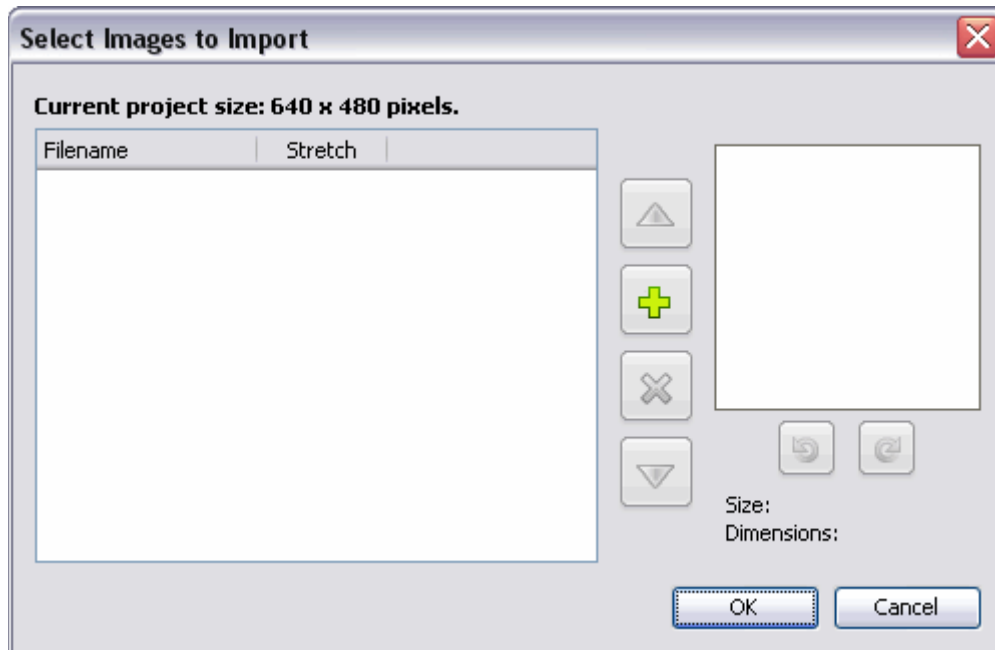 Select Images to Import
Current project size: 640 x 480 pixels.
Filename Stretch
Size:
Dimensions:
OK Cancel